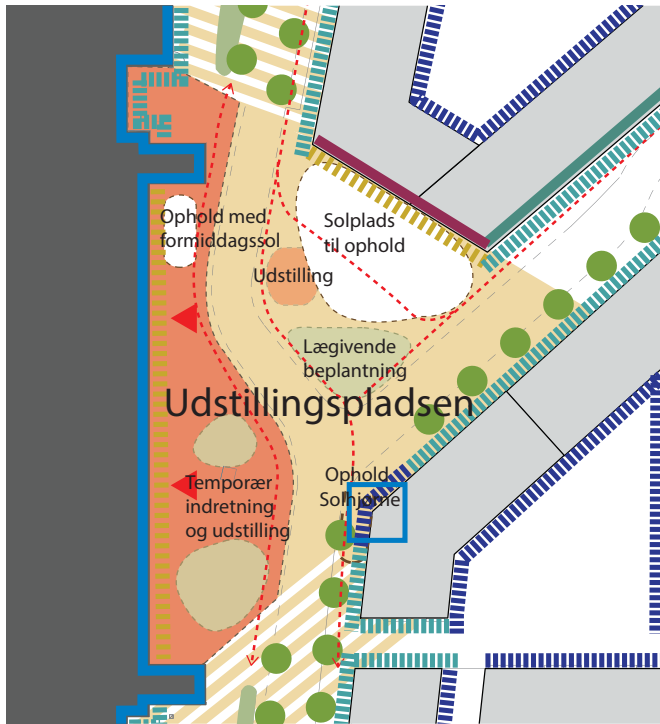 Ophold med
formiddagssol
Solplads
til ophold
Udstilling
Lægivende
beplantning
Udstillingspladsen
Ophold
Solhjørne
Temporær
indretning
og udstilling